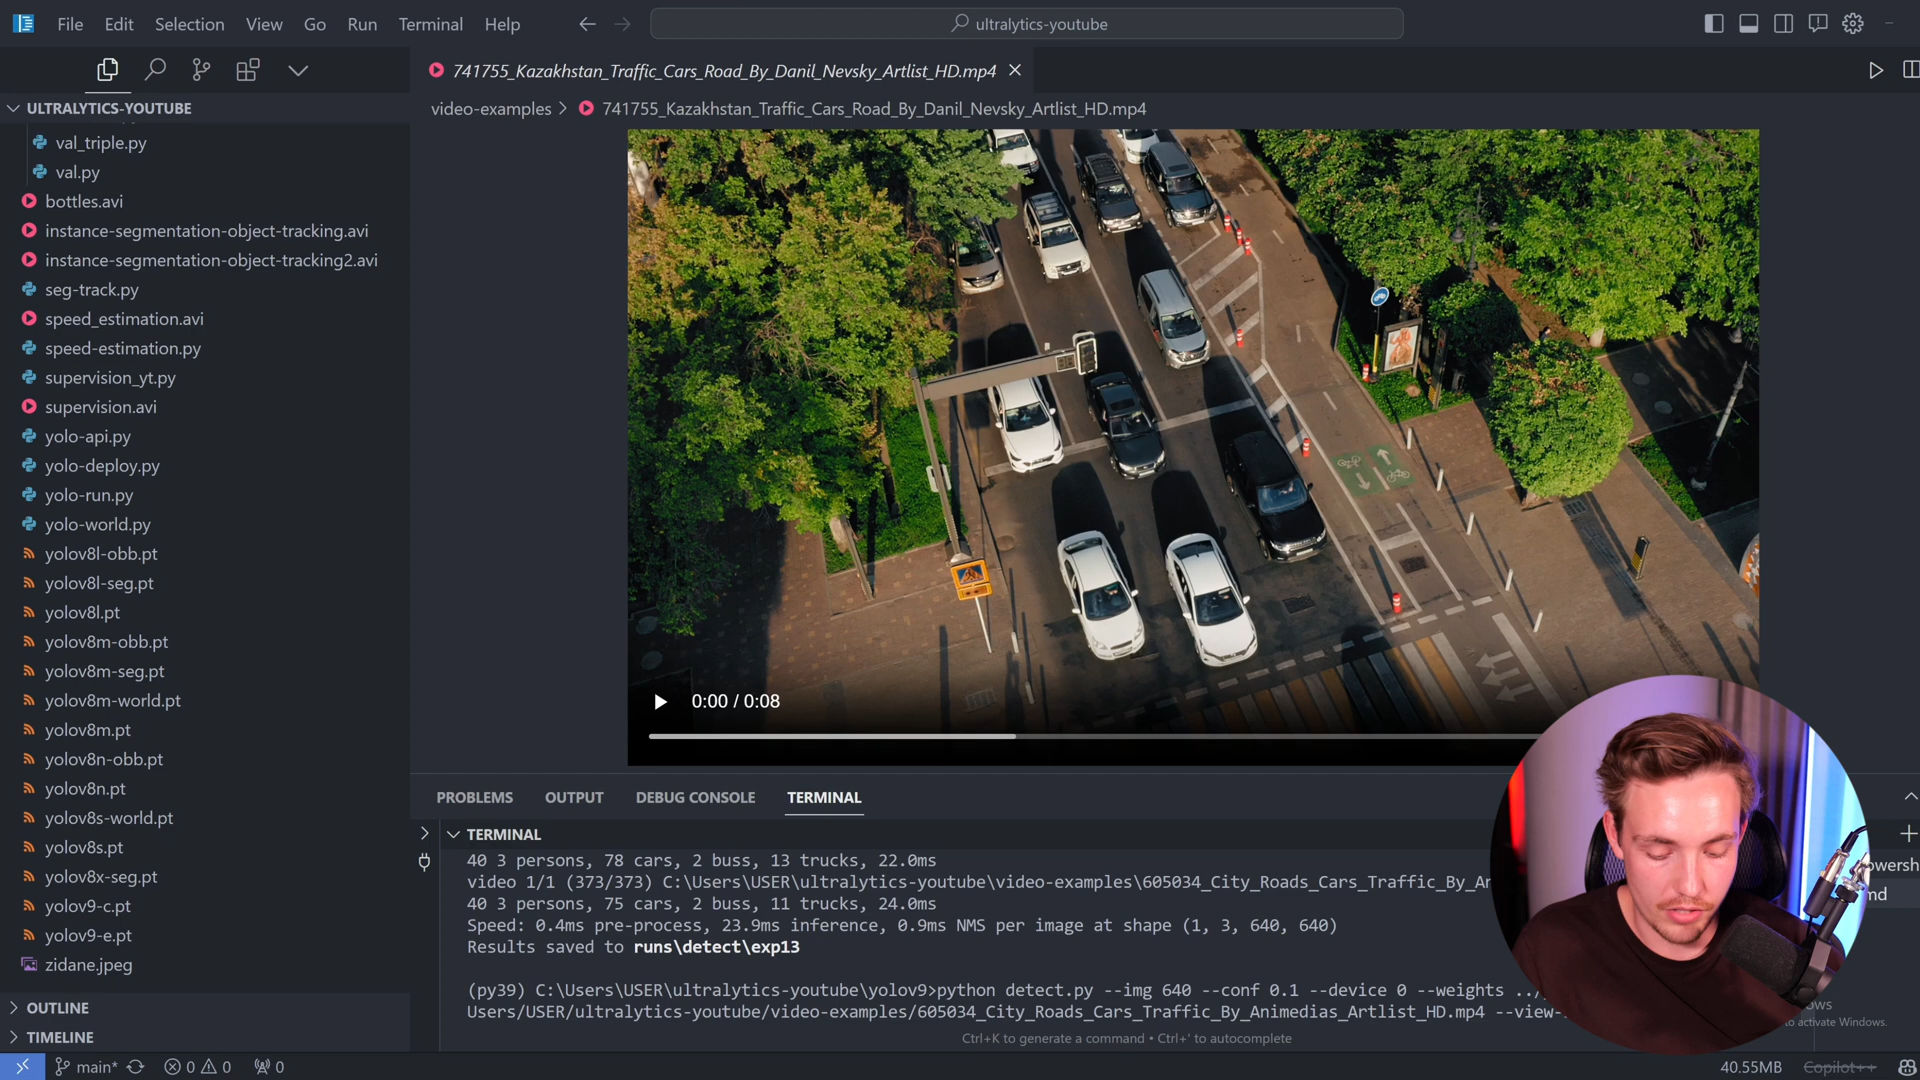 File Edit Selection View Go Run Terminal Help
ultralytics-youtube
741755_Kazakhstan_Traffic_Cars_Road_By_Danil_Nevsky_Artlist_HD.mp4
ULTRALYTICS-YOUTUBE
video-examples > 741755_Kazakhstan_Traffic_Cars_Road_By_Danil_Nevsky_Artlist_HD.mp4
val_triple.py
val.py
bottles.avi
instance-segmentation-object-tracking.avi
instance-segmentation-object-tracking2.avi
seg-track.py
speed_estimation.avi
speed-estimation.py
supervision_yt.py
supervision.avi
yolo-api.py
yolo-deploy.py
yolo-run.py
yolo-world.py
yolov8l-obb.pt
yolov8l-seg.pt
yolov8l.pt
yolov8m-obb.pt
yolov8m-seg.pt
yolov8m-world.pt
yolov8m.pt
yolov8n-obb.pt
yolov8n.pt
yolov8s-world.pt
yolov8s.pt
yolov8x-seg.pt
yolov9-c.pt
yolov9-e.pt
zidane.jpeg
OUTLINE
TIMELINE
0:00 / 0:08
PROBLEMS OUTPUT DEBUG CONSOLE TERMINAL
TERMINAL
40 3 persons, 78 cars, 2 buss, 13 trucks, 22.0ms
video 1/1 (373/373) C:\Users\USER\ultralytics-youtube\video-examples\605034_City_Roads_Cars_Traffic_By_An
40 3 persons, 75 cars, 2 buss, 11 trucks, 24.0ms
Speed: 0.4ms pre-process, 23.9ms inference, 0.9ms NMS per image at shape (1, 3, 640, 640)
Results saved to runs\detect\exp13
(py39) C:\Users\USER\ultralytics-youtube\yolov9>python detect.py --img 640 --conf 0.1 --device 0 --weights ../
Users/USER/ultralytics-youtube/video-examples/605034_City_Roads_Cars_Traffic_By_Animedias_Artlist_HD.mp4 --view-
Ctrl+K to generate a command • Ctrl+' to autocomplete
owersh
md
ows
to activate Windows.
main* 0 0 0
40.55MB Copilot++